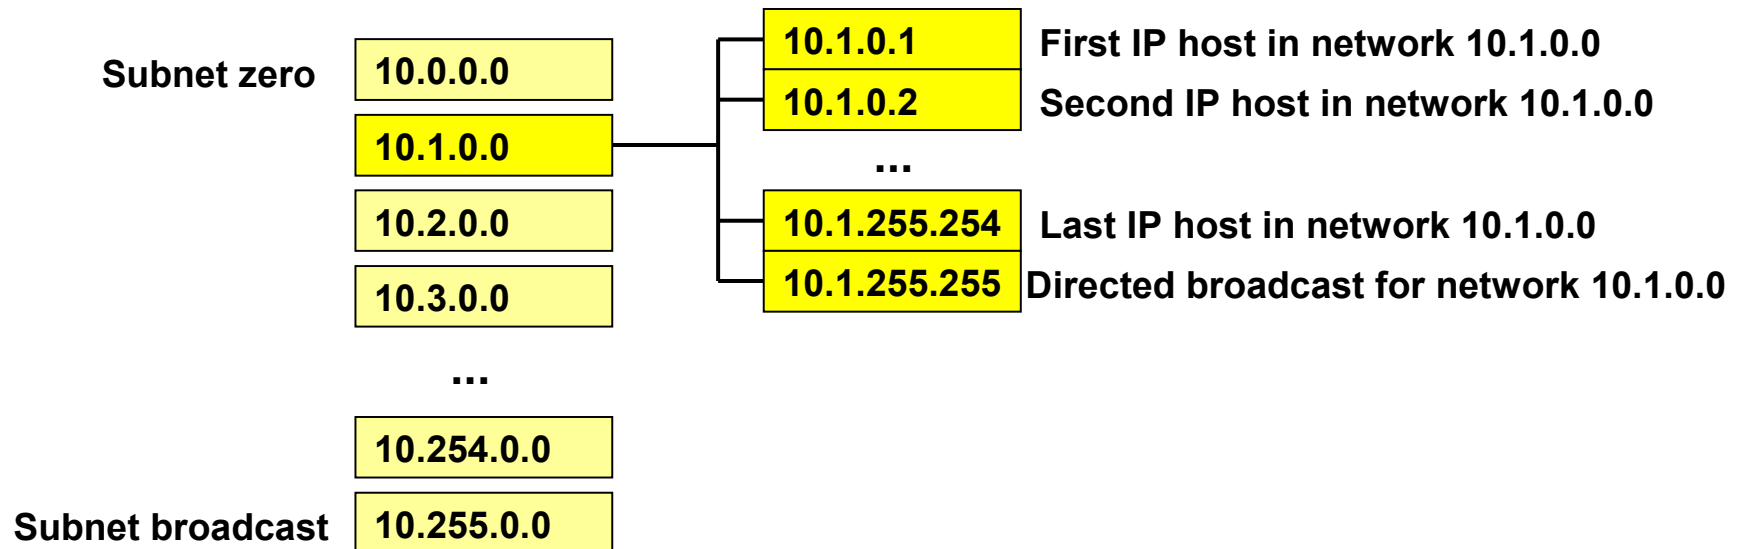 Subnet zero
10.0.0.0
10.1.0.0
10.2.0.0
10.3.0.0
...
10.254.0.0
Subnet broadcast
10.255.0.0
10.1.0.1
First IP host in network 10.1.0.0
10.1.0.2
Second IP host in network 10.1.0.0
...
10.1.255.254
Last IP host in network 10.1.0.0
10.1.255.255
Directed broadcast for network 10.1.0.0